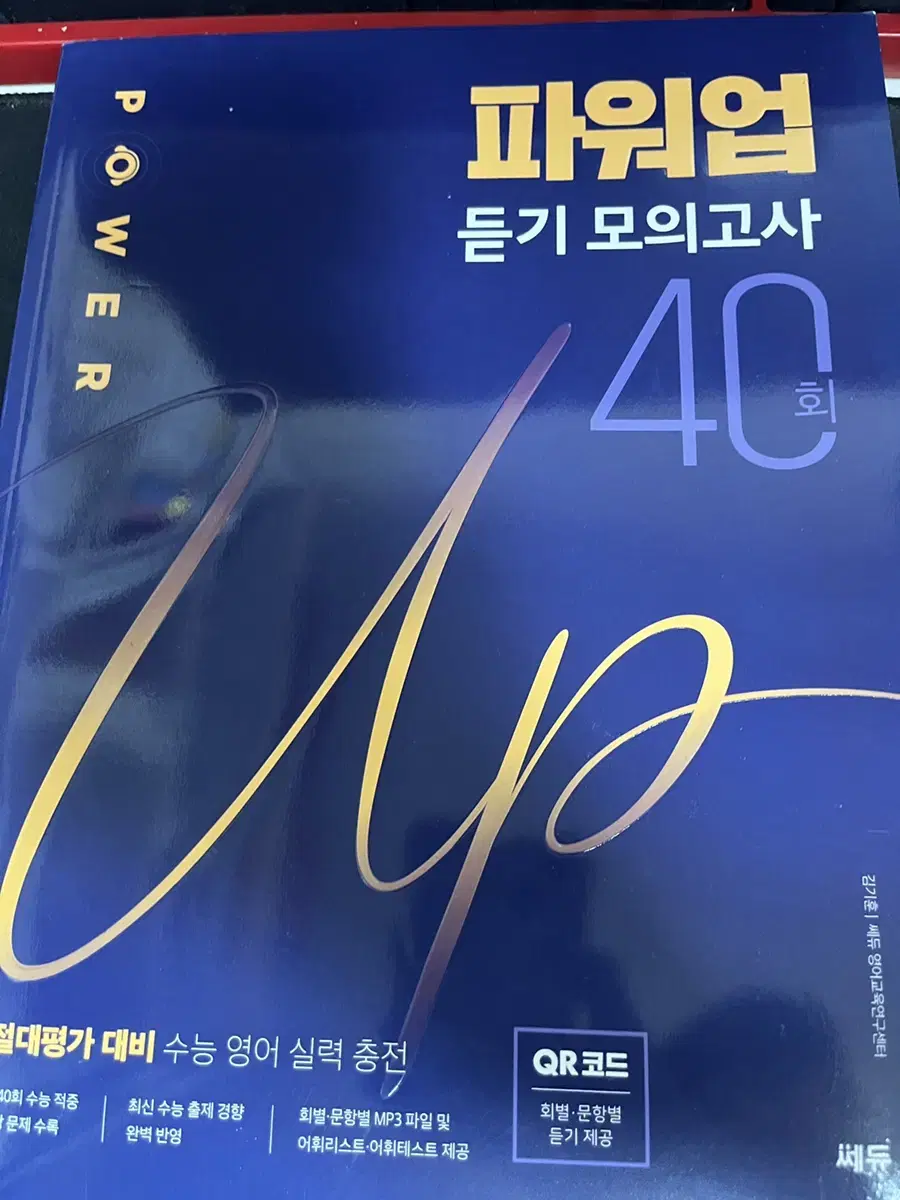 POWER
파워업
듣기 모의고사
40회
Up
김기훈 | 쎄듀 영어교육연구센터
절대평가 대비 수능 영어 실력 충전
40회 수능 적중
문제 수록
최신 수능 출제 경향
완벽 반영
회별·문항별 MP3 파일 및
어휘리스트·어휘테스트 제공
QR코드
회별·문항별
듣기 제공
쎄듀